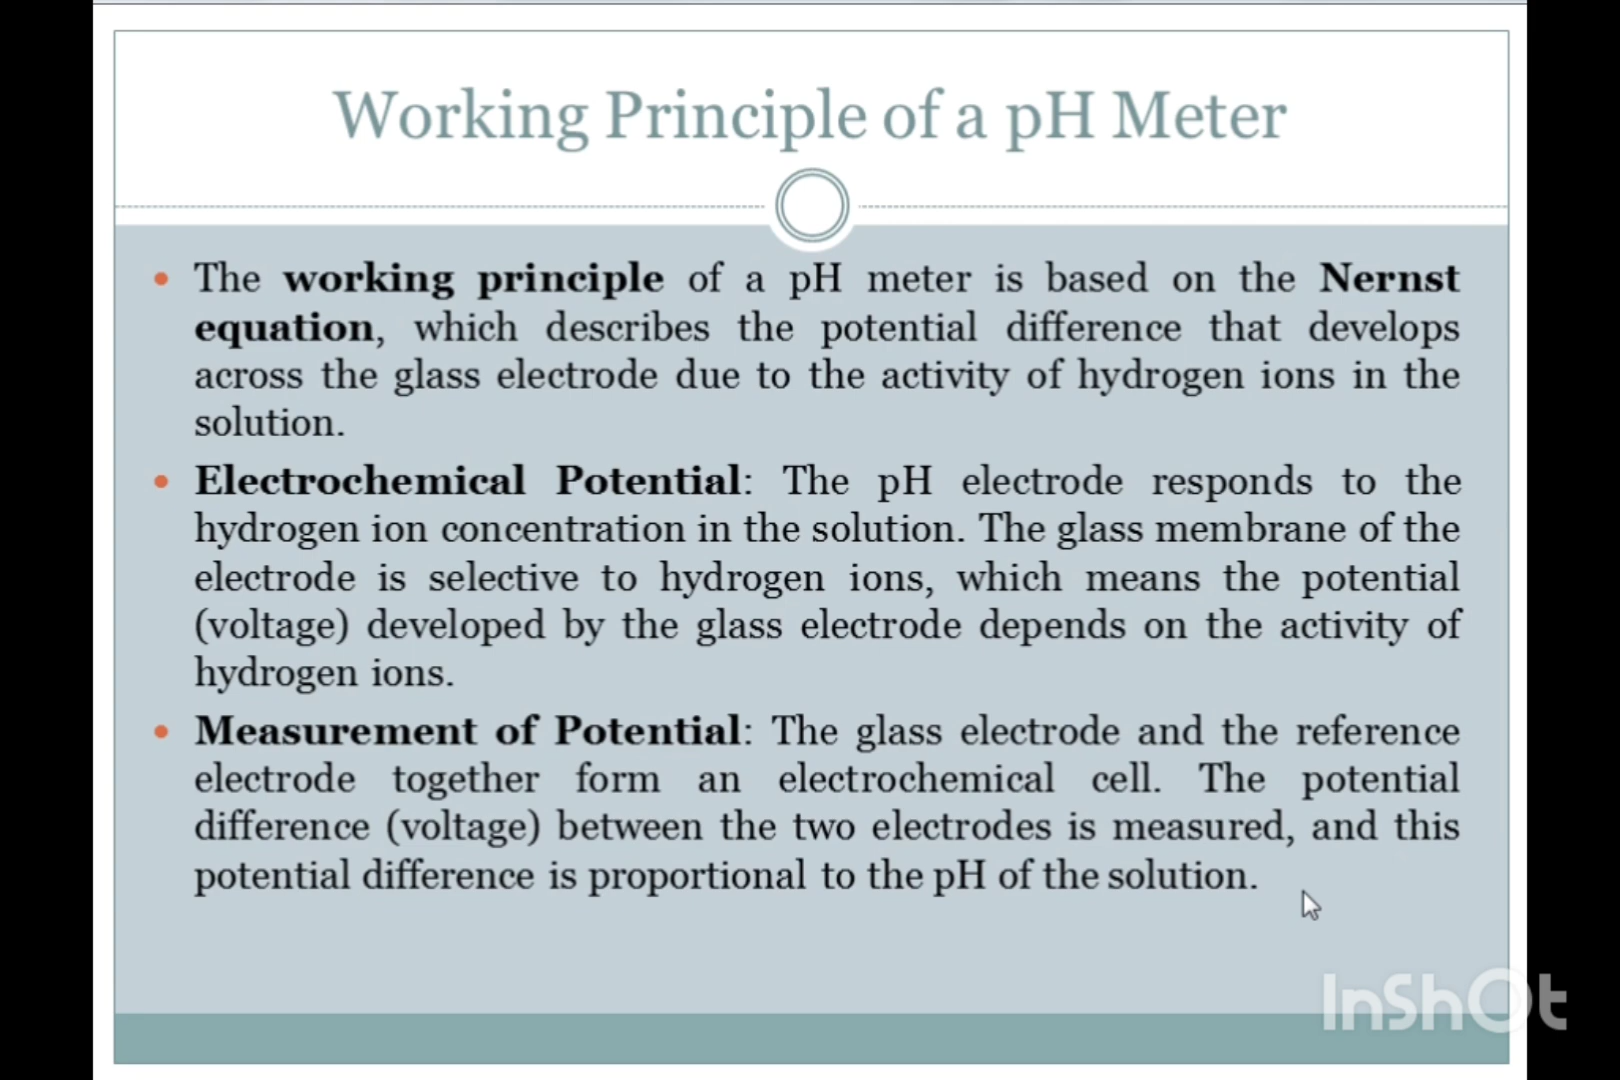 Working Principle of a pH Meter
• The working principle of a pH meter is based on the Nernst
equation, which describes the potential difference that develops
across the glass electrode due to the activity of hydrogen ions in the
solution.
• Electrochemical Potential: The pH electrode responds to the
hydrogen ion concentration in the solution. The glass membrane of the
electrode is selective to hydrogen ions, which means the potential
(voltage) developed by the glass electrode depends on the activity of
hydrogen ions.
• Measurement of Potential: The glass electrode and the reference
electrode together form an electrochemical cell. The potential
difference (voltage) between the two electrodes is measured, and this
potential difference is proportional to the pH of the solution.
InShOt